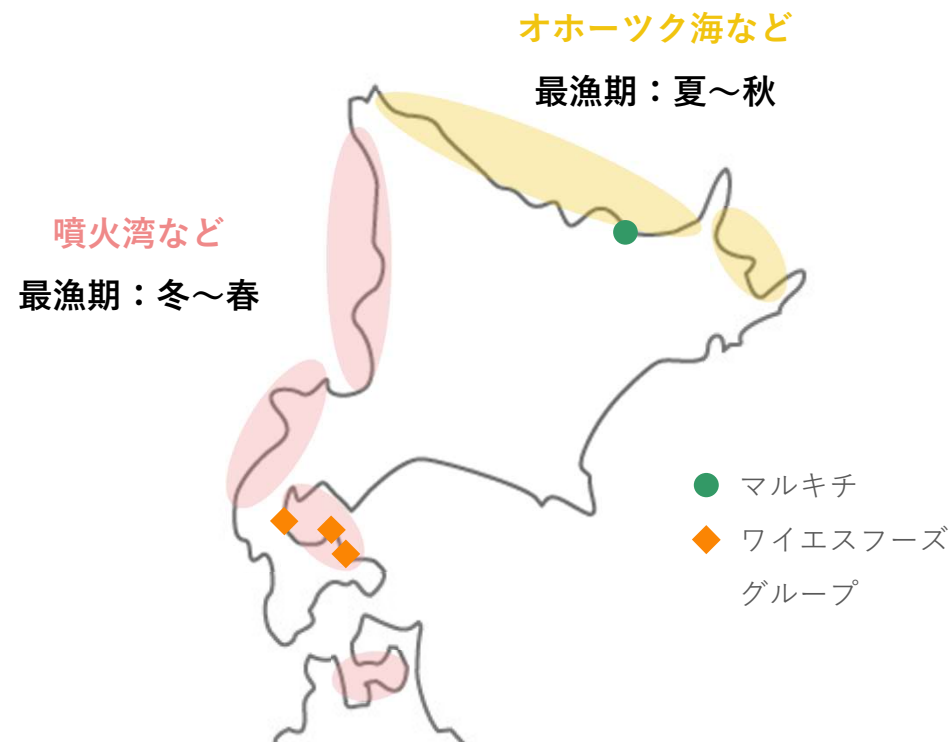 オホーツク海など
最漁期：夏～秋
噴火湾など
最漁期：冬～春
マルキチ
ワイエスフーズ
グループ